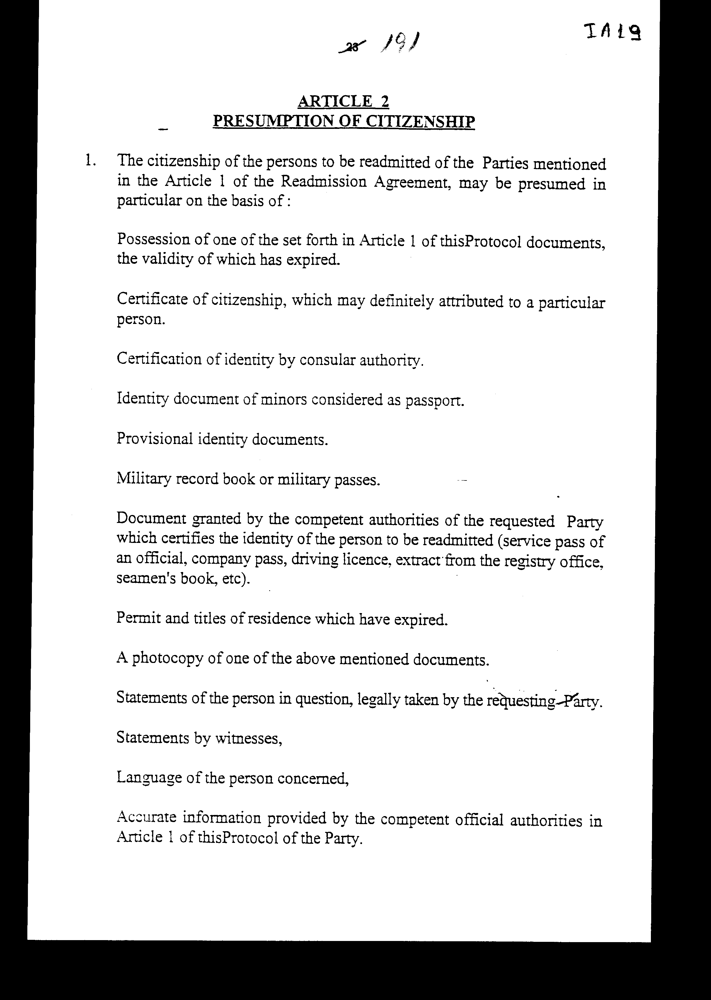 IA19
23 191
ARTICLE 2
PRESUMPTION OF CITIZENSHIP
1. The citizenship of the persons to be readmitted of the Parties mentioned
in the Article 1 of the Readmission Agreement, may be presumed in
particular on the basis of :
Possession of one of the set forth in Article 1 of thisProtocol documents,
the validity of which has expired.
Certificate of citizenship, which may definitely attributed to a particular
person.
Certification of identity by consular authority.
Identity document of minors considered as passport.
Provisional identity documents.
Military record book or military passes.
Document granted by the competent authorities of the requested Party
which certifies the identity of the person to be readmitted (service pass of
an official, company pass, driving licence, extract from the registry office,
seamen's book, etc).
Permit and titles of residence which have expired.
A photocopy of one of the above mentioned documents.
Statements of the person in question, legally taken by the requesting Party.
Statements by witnesses,
Language of the person concerned,
Accurate information provided by the competent official authorities in
Article 1 of thisProtocol of the Party.